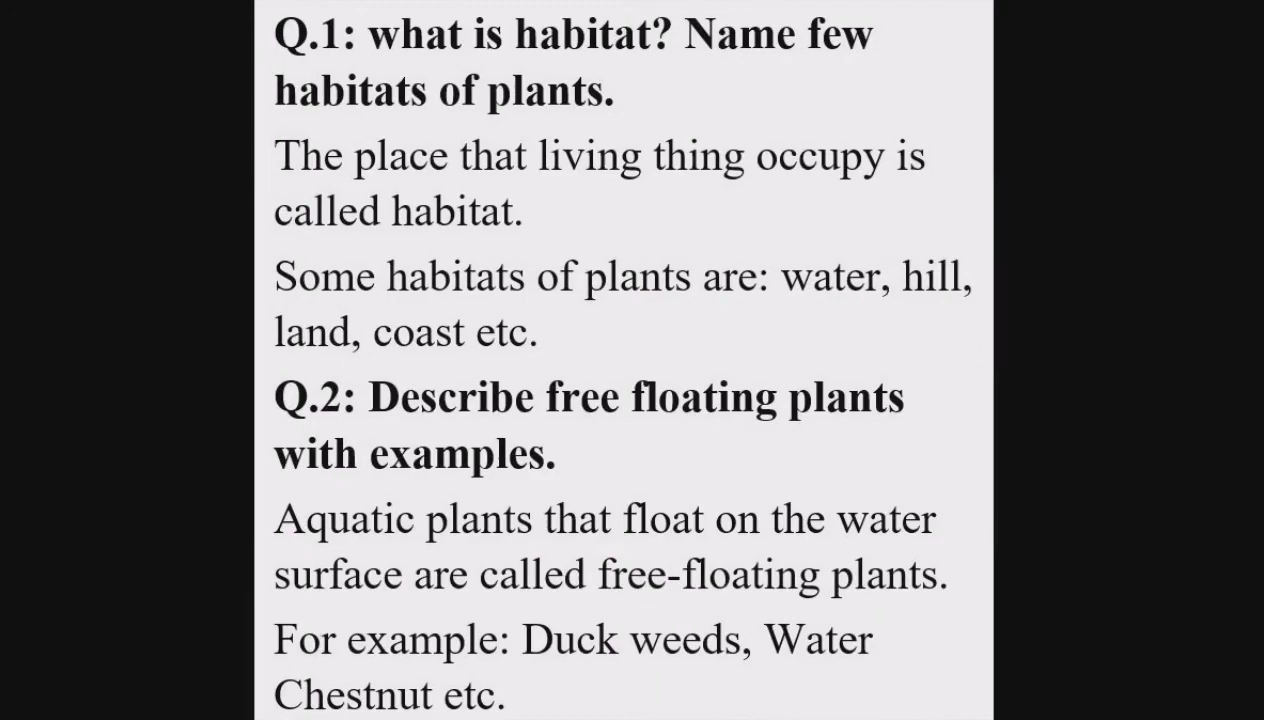 Q.1: what is habitat? Name few
habitats of plants.
The place that living thing occupy is
called habitat.
Some habitats of plants are: water, hill,
land, coast etc.
Q.2: Describe free floating plants
with examples.
Aquatic plants that float on the water
surface are called free-floating plants.
For example: Duck weeds, Water
Chestnut etc.